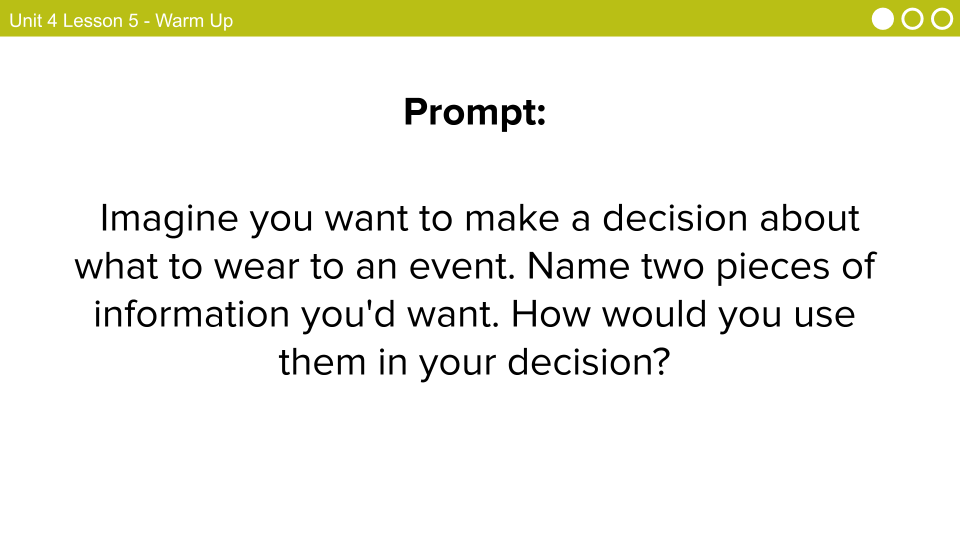 Unit 4 Lesson 5 - Warm Up
Prompt:
Imagine you want to make a decision about
what to wear to an event. Name two pieces of
information you'd want. How would you use
them in your decision?